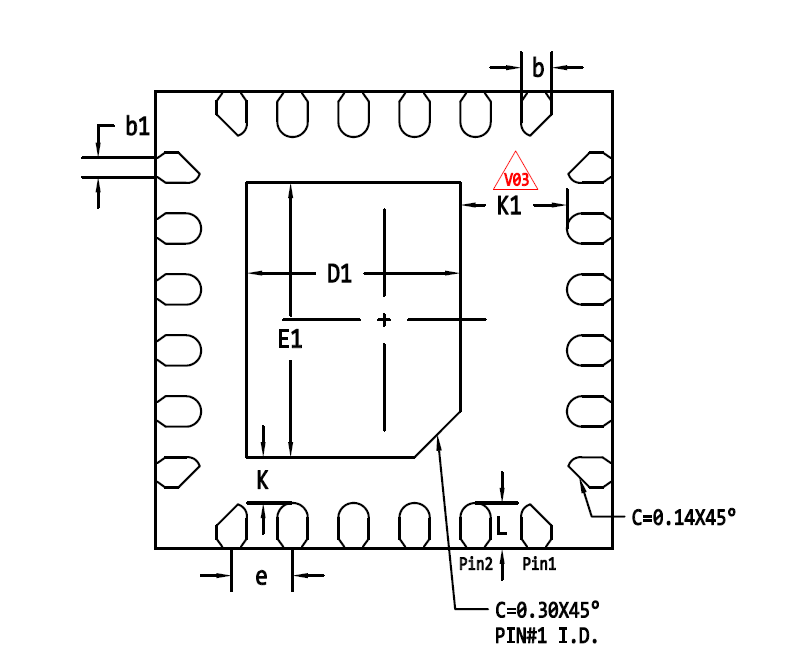 b
b1
V03
K1
D1
E1
K
L
C=0.14X45°
Pin2
Pin1
e
C=0.30X45°
PIN#1 I.D.